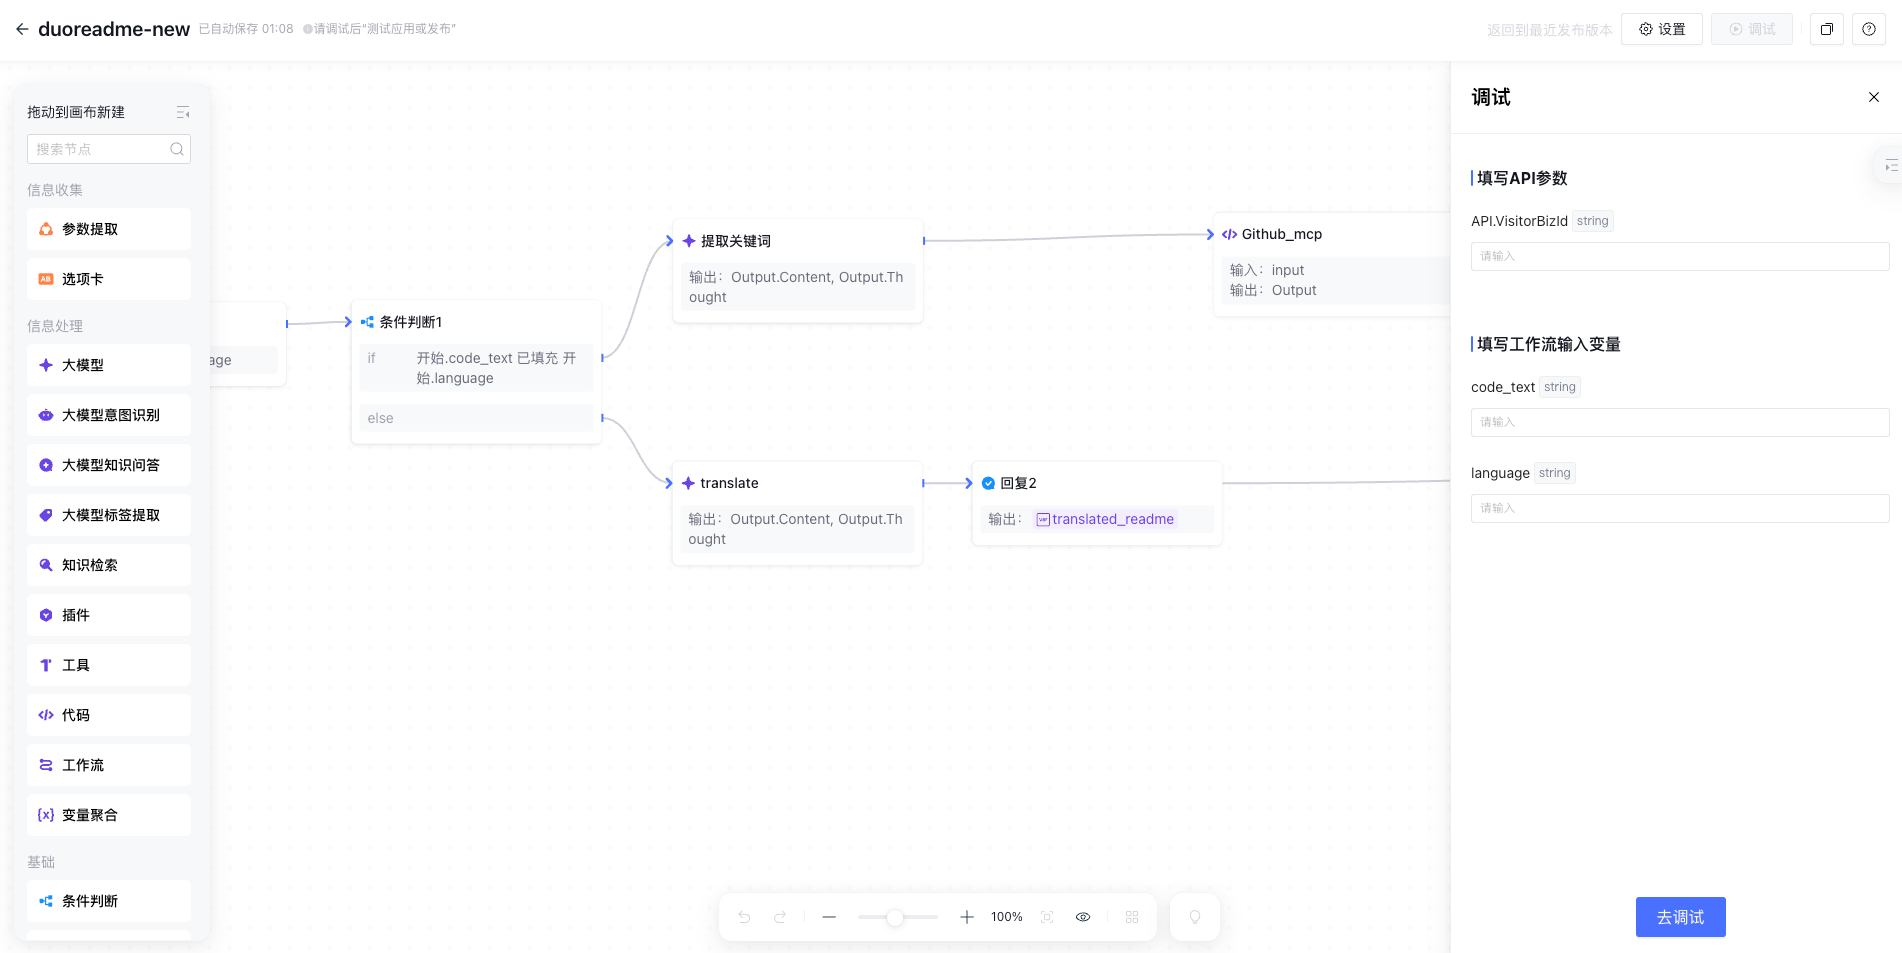 duoreadme-new 已自动保存 01:08 请调试后“测试应用或发布”
返回到最近发布版本 设置 调试
拖动到画布新建
搜索节点
信息收集
参数提取
AB 选项卡
信息处理
大模型
大模型意图识别
大模型知识问答
大模型标签提取
知识检索
插件
工具
代码
工作流
{x} 变量聚合
基础
条件判断
age
条件判断1
if 开始.code_text 已填充 开
始.language
else
提取关键词
输出：Output.Content, Output.Th
ought
Github_mcp
输入：input
输出：Output
translate
输出：Output.Content, Output.Th
ought
回复2
输出： translated_readme
100%
调试
填写API参数
API.VisitorBizId string
请输入
填写工作流输入变量
code_text string
请输入
language string
请输入
去调试